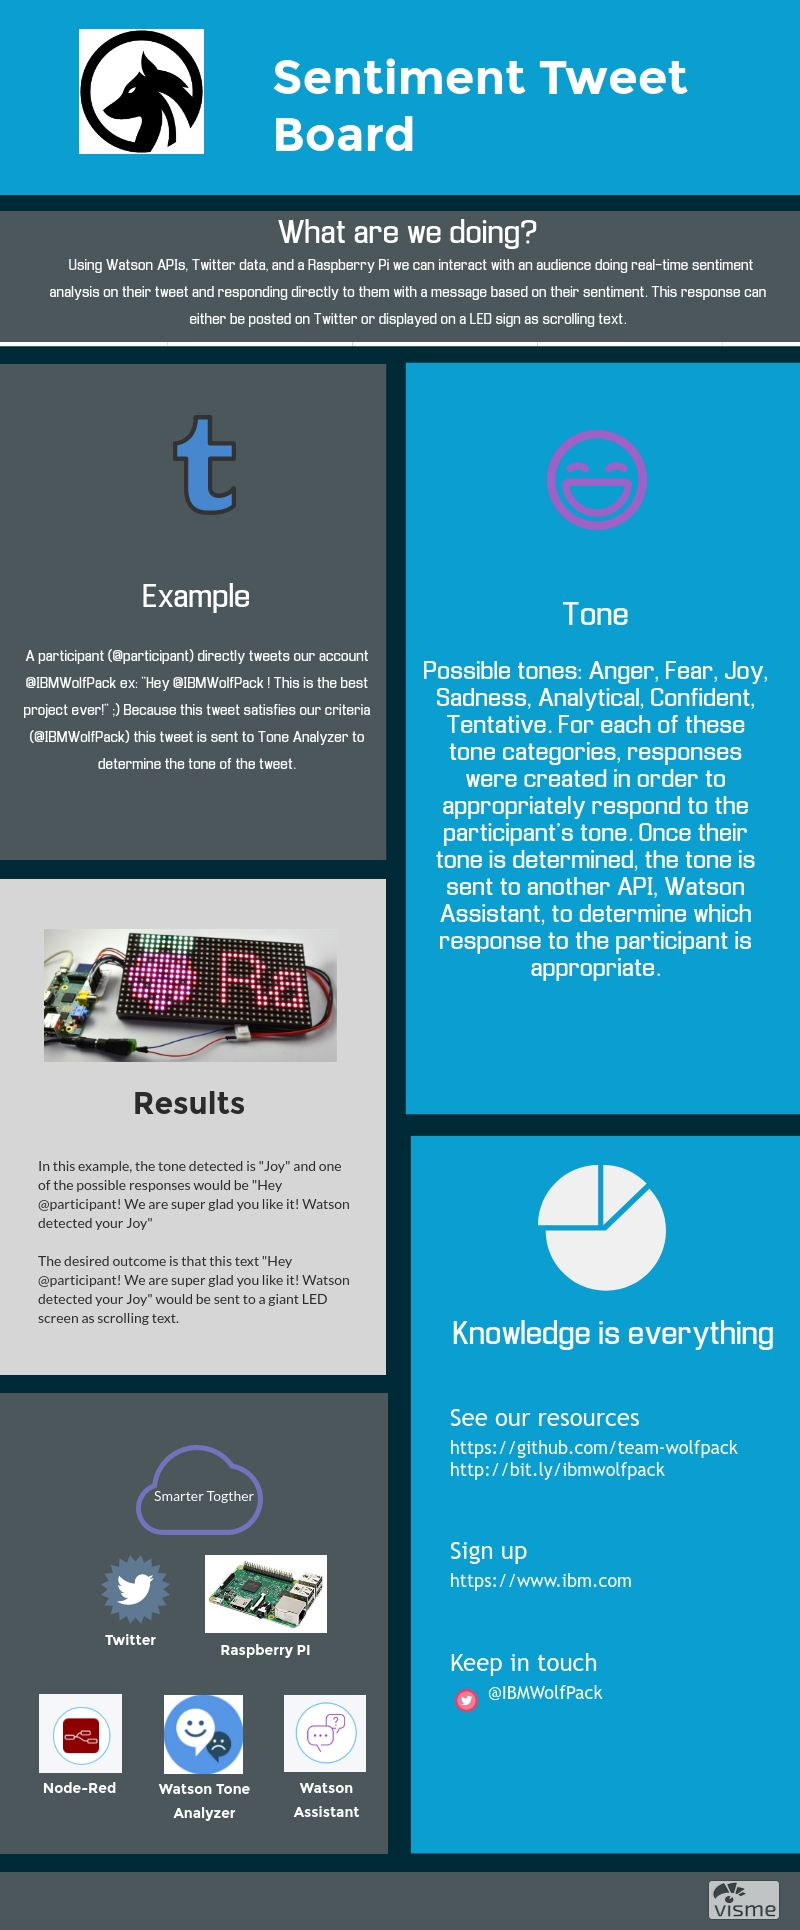 Sentiment Tweet
Board
What are we doing?
Using Watson APIs, Twitter data, and a Raspberry Pi we can interact with an audience doing real-time sentiment
analysis on their tweet and responding directly to them with a message based on their sentiment. This response can
either be posted on Twitter or displayed on a LED sign as scrolling text.
t
Example
A participant (@participant) directly tweets our account
@IBMWolfPack ex: "Hey @IBMWolfPack ! This is the best
project ever!" ;) Because this tweet satisfies our criteria
(@IBMWolfPack) this tweet is sent to Tone Analyzer to
determine the tone of the tweet.
Tone
Possible tones: Anger, Fear, Joy,
Sadness, Analytical, Confident,
Tentative. For each of these
tone categories, responses
were created in order to
appropriately respond to the
participant's tone. Once their
tone is determined, the tone is
sent to another API, Watson
Assistant, to determine which
response to the participant is
appropriate.
Ra
Results
In this example, the tone detected is "Joy" and one
of the possible responses would be "Hey
@participant! We are super glad you like it! Watson
detected your Joy"
The desired outcome is that this text "Hey
@participant! We are super glad you like it! Watson
detected your Joy" would be sent to a giant LED
screen as scrolling text.
Knowledge is everything
See our resources
https://github.com/team-wolfpack
http://bit.ly/ibmwolfpack
Sign up
https://www.ibm.com
Keep in touch
@IBMWolfPack
Smarter Togther
Twitter
Raspberry PI
Node-Red
Watson Tone
Analyzer
Watson
Assistant
?
visme